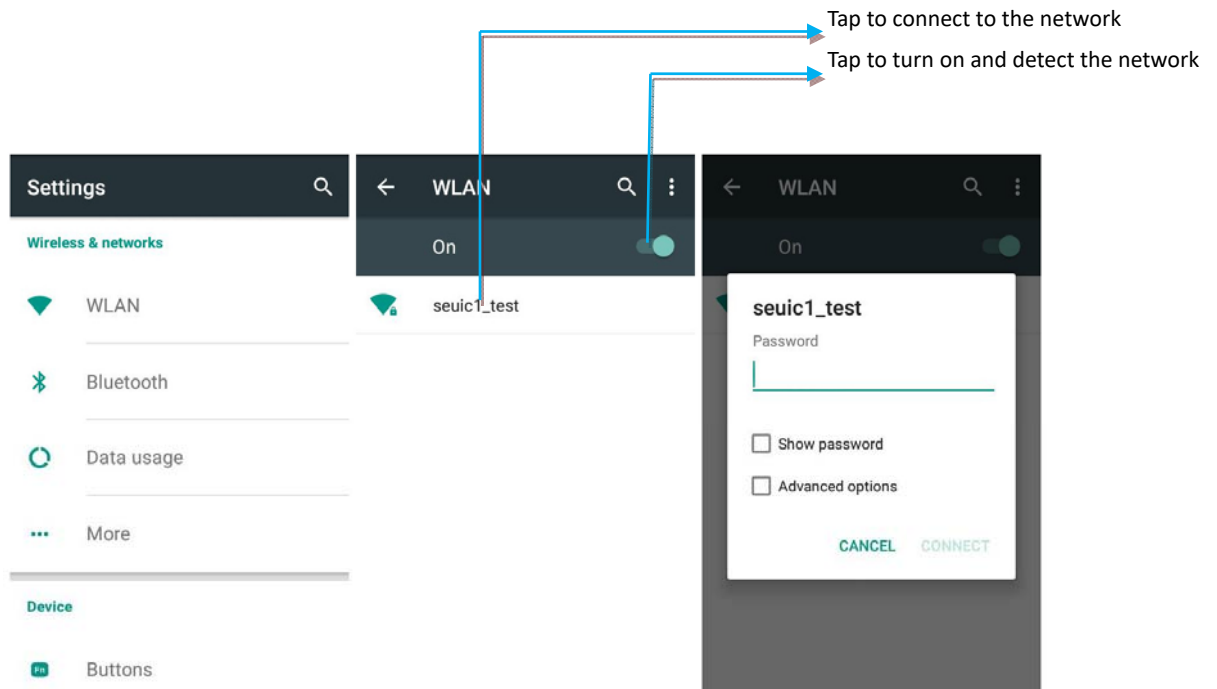 Tap to connect to the network
Tap to turn on and detect the network
Settings
Wireless & networks
WLAN
Bluetooth
Data usage
More
Device
Fn
Buttons
WLAN
On
seuic1_test
WLAN
On
seuic1_test
Password
Show password
Advanced options
CANCEL CONNECT